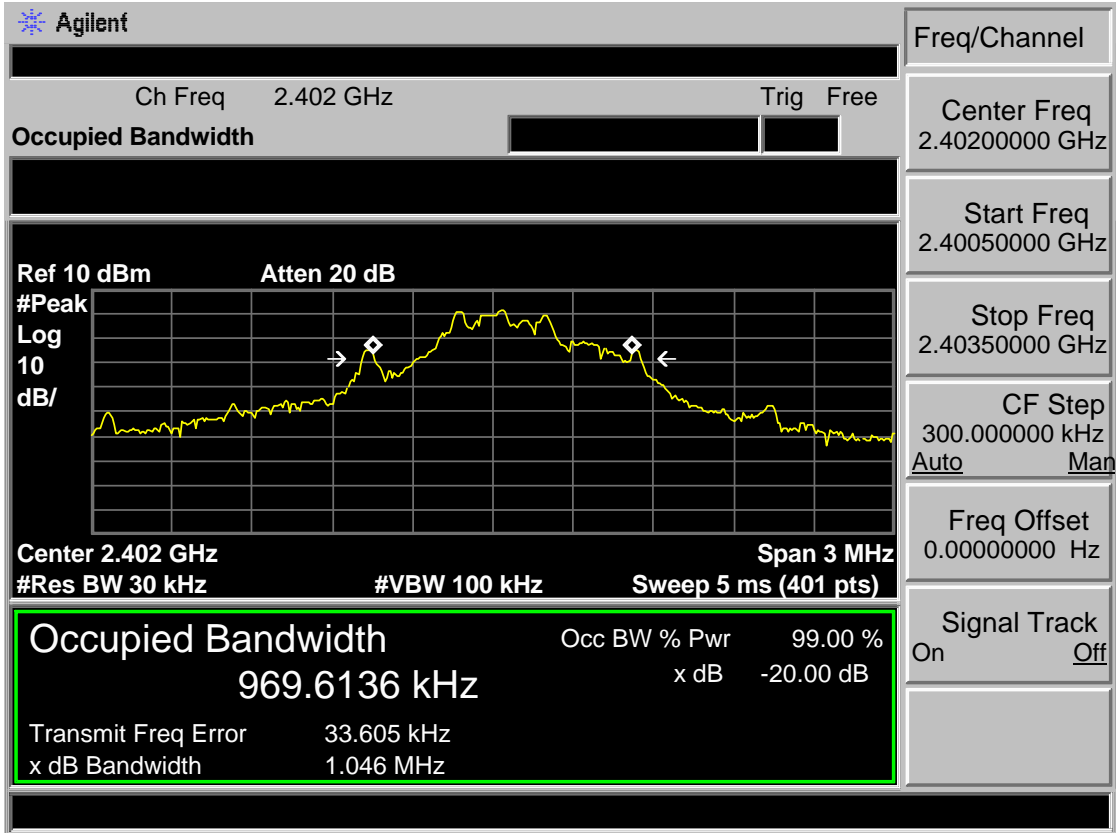 Agilent
Freq/Channel
Ch Freq 2.402 GHz Trig Free
Occupied Bandwidth
Center Freq
2.40200000 GHz
Start Freq
2.40050000 GHz
Stop Freq
2.40350000 GHz
CF Step
300.000000 kHz
Auto Man
Freq Offset
0.00000000 Hz
Signal Track
On Off
Ref 10 dBm Atten 20 dB
#Peak
Log
10
dB/
Center 2.402 GHz Span 3 MHz
#Res BW 30 kHz #VBW 100 kHz Sweep 5 ms (401 pts)
Occupied Bandwidth
969.6136 kHz
Occ BW % Pwr 99.00 %
x dB -20.00 dB
Transmit Freq Error 33.605 kHz
x dB Bandwidth 1.046 MHz